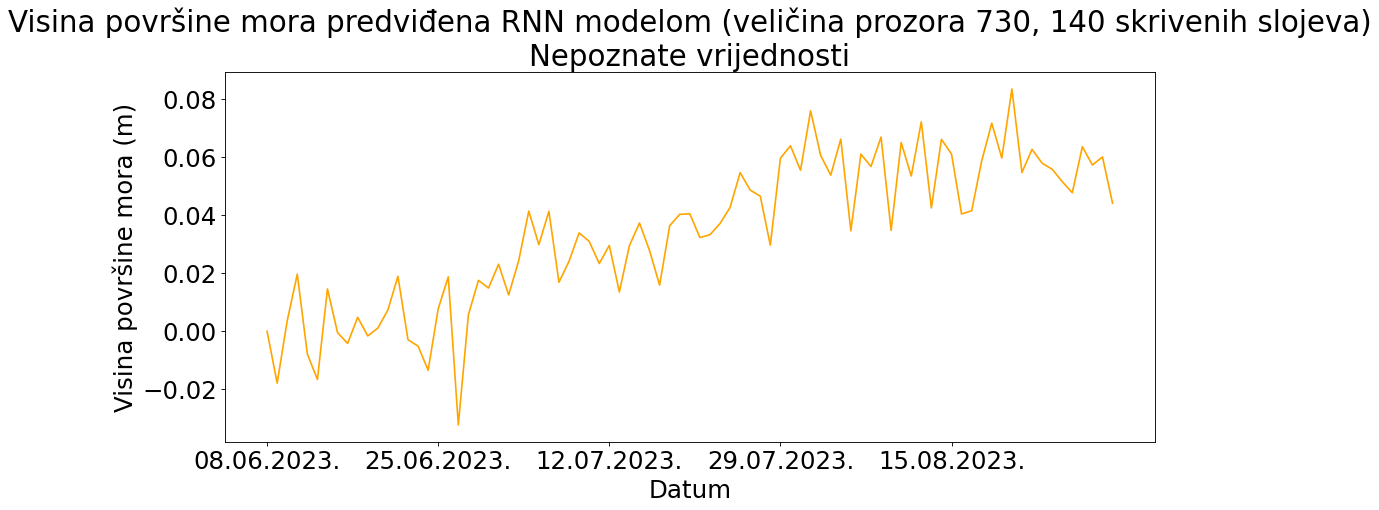 Visina površine mora predviđena RNN modelom (veličina prozora 730, 140 skrivenih slojeva)
Nepoznate vrijednosti
Visina površine mora (m)
0.08
0.06
0.04
0.02
0.00
−0.02
08.06.2023. 25.06.2023. 12.07.2023. 29.07.2023. 15.08.2023.
Datum